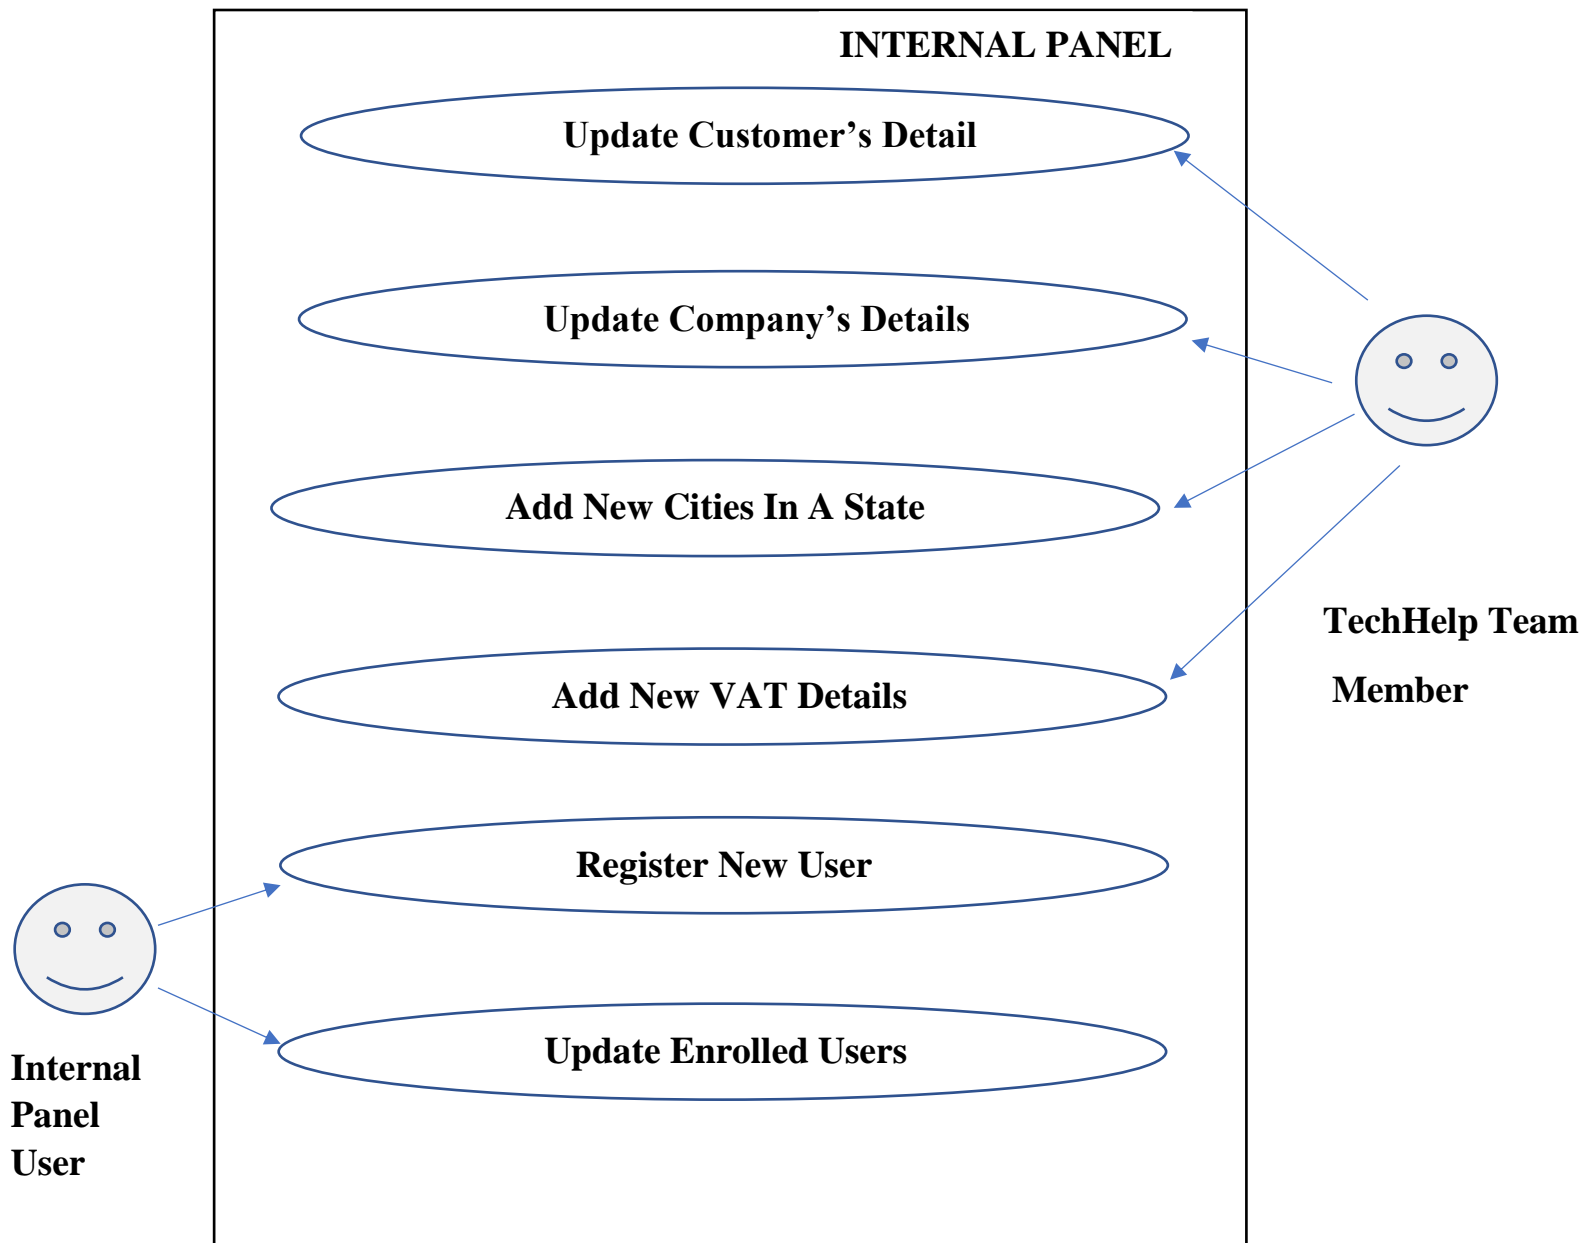 INTERNAL PANEL
Update Customer’s Detail
Update Company’s Details
Add New Cities In A State
TechHelp Team
Member
Add New VAT Details
Register New User
Update Enrolled Users
Internal
Panel
User